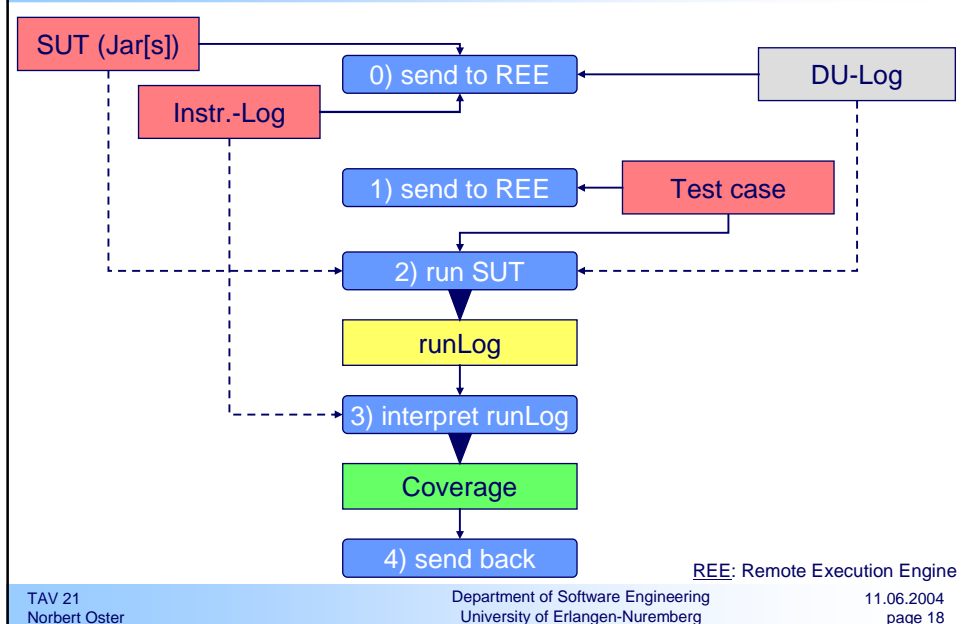 SUT (Jar[s])
0) send to REE
DU-Log
Instr.-Log
1) send to REE
Test case
2) run SUT
runLog
3) interpret runLog
Coverage
4) send back
REE: Remote Execution Engine
TAV 21
Norbert Oster
Department of Software Engineering
University of Erlangen-Nuremberg
11.06.2004
page 18